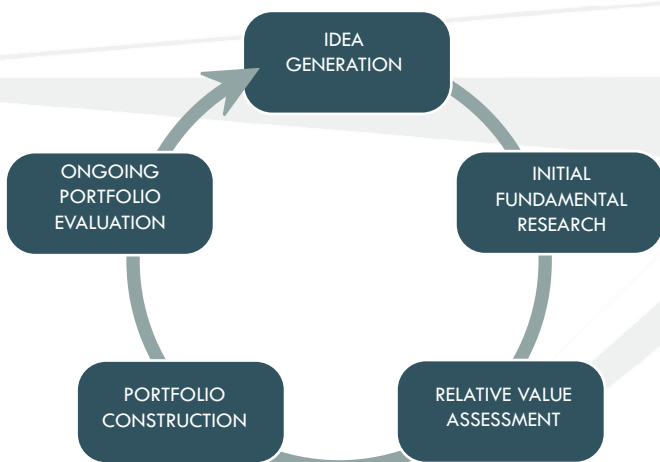 IDEA
GENERATION
INITIAL
FUNDAMENTAL
RESEARCH
RELATIVE VALUE
ASSESSMENT
PORTFOLIO
CONSTRUCTION
ONGOING
PORTFOLIO
EVALUATION